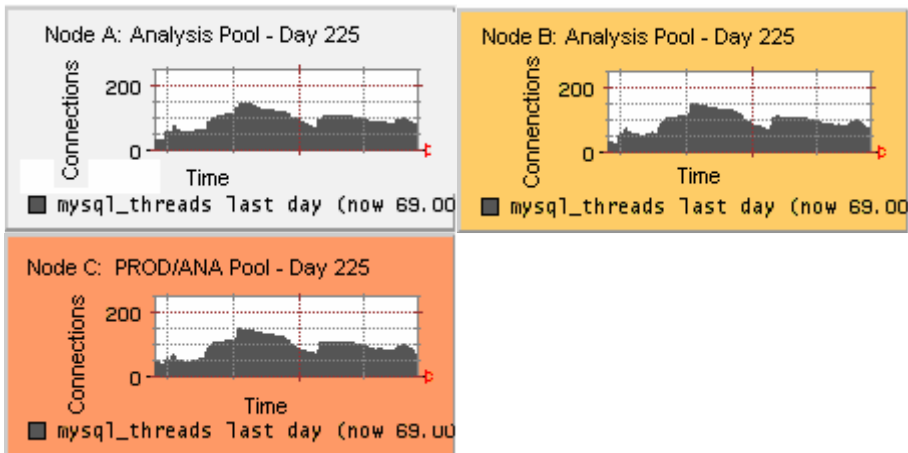 Node A: Analysis Pool - Day 225
Connections
200
0
Time
mysql_threads last day (now 69.00
Node B: Analysis Pool - Day 225
Connenctions
200
0
Time
mysql_threads last day (now 69.00
Node C: PROD/ANA Pool - Day 225
Connections
200
0
Time
mysql_threads last day (now 69.00